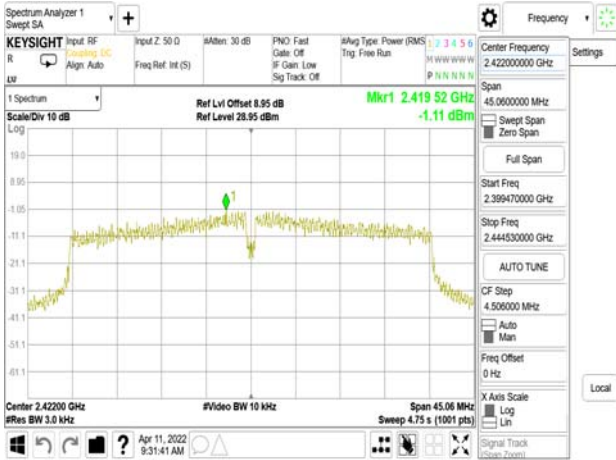 Spectrum Analyzer 1
Swept SA
+
Frequency
KEYSIGHT
R
LVI
Input: RF
Coupling: DC
Align: Auto
Input Z: 50 Ω
Freq Ref: Int (S)
#Atten: 30 dB
PNO: Fast
Gate: Off
IF Gain: Low
Sig Track: Off
#Avg Type: Power (RMS
Trig: Free Run
1 2 3 4 5 6
M W W W W W
P N N N N N
Center Frequency
2.422000000 GHz
Settings
Span
45.0600000 MHz
Swept Span
Zero Span
Full Span
Start Freq
2.399470000 GHz
Stop Freq
2.444530000 GHz
AUTO TUNE
CF Step
4.506000 MHz
Auto
Man
Freq Offset
0 Hz
X Axis Scale
Log
Lin
Signal Track
(Span Zoom)
Local
1 Spectrum
Scale/Div 10 dB
Log
Ref Lvl Offset 8.95 dB
Ref Level 28.95 dBm
Mkr1 2.419 52 GHz
-1.11 dBm
19.0
8.95
-1.05
-11.1
-21.1
-31.1
-41.1
-51.1
-61.1
1
Center 2.42200 GHz
#Res BW 3.0 kHz
#Video BW 10 kHz
Span 45.06 MHz
Sweep 4.75 s (1001 pts)
?
Apr 11, 2022
9:31:41 AM